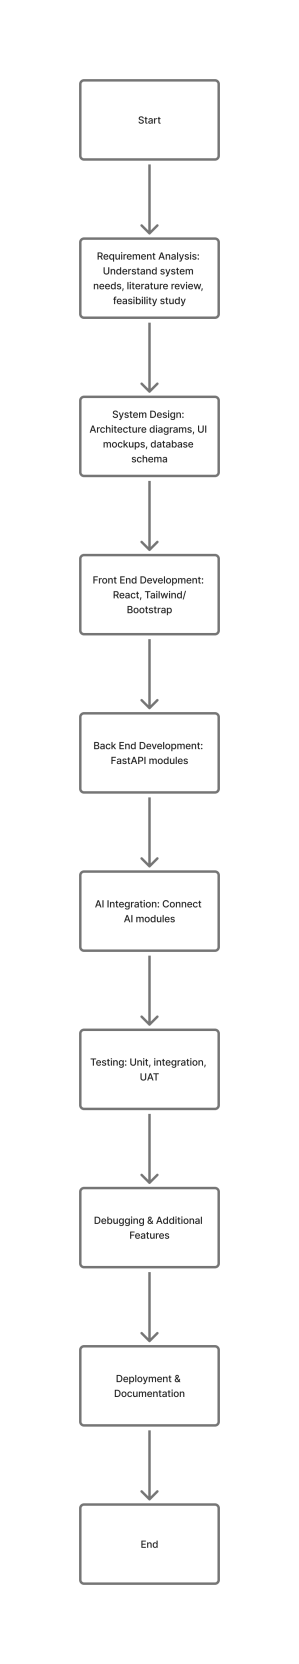 Start
Requirement Analysis:
Understand system
needs, literature review,
feasibility study
System Design:
Architecture diagrams, UI
mockups, database
schema
Front End Development:
React, Tailwind/
Bootstrap
Back End Development:
FastAPI modules
AI Integration: Connect
AI modules
Testing: Unit, integration,
UAT
Debugging & Additional
Features
Deployment &
Documentation
End